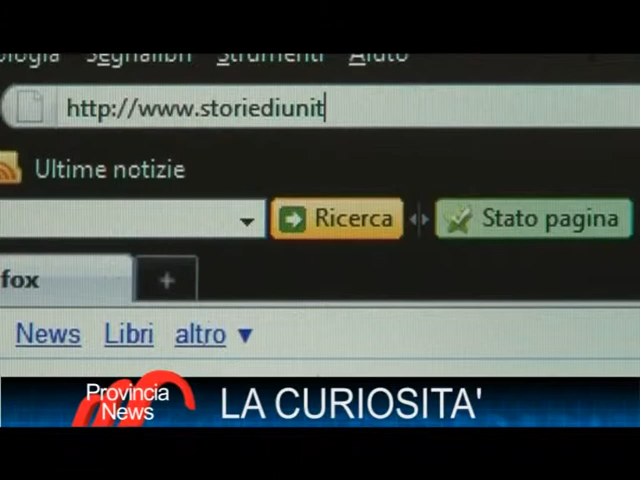 ologia Segnalibri Strumenti Aiuto
http://www.storiediunit
Ultime notizie
Ricerca
Stato pagina
fox +
News Libri altro ▼
Provincia
News
LA CURIOSITA'